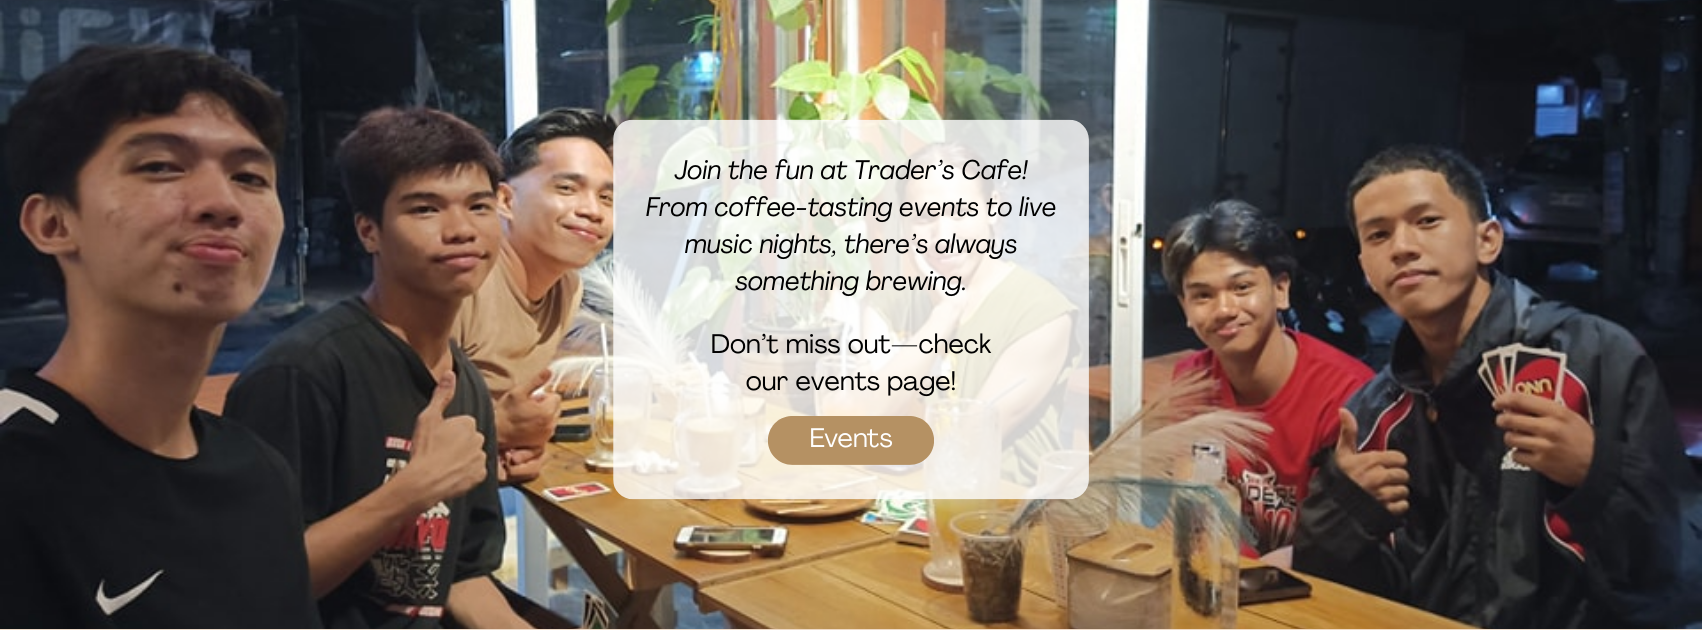 Join the fun at Trader's Cafe!
From coffee-tasting events to live
music nights, there's always
something brewing.
Don't miss out—check
our events page!
Events
UNO